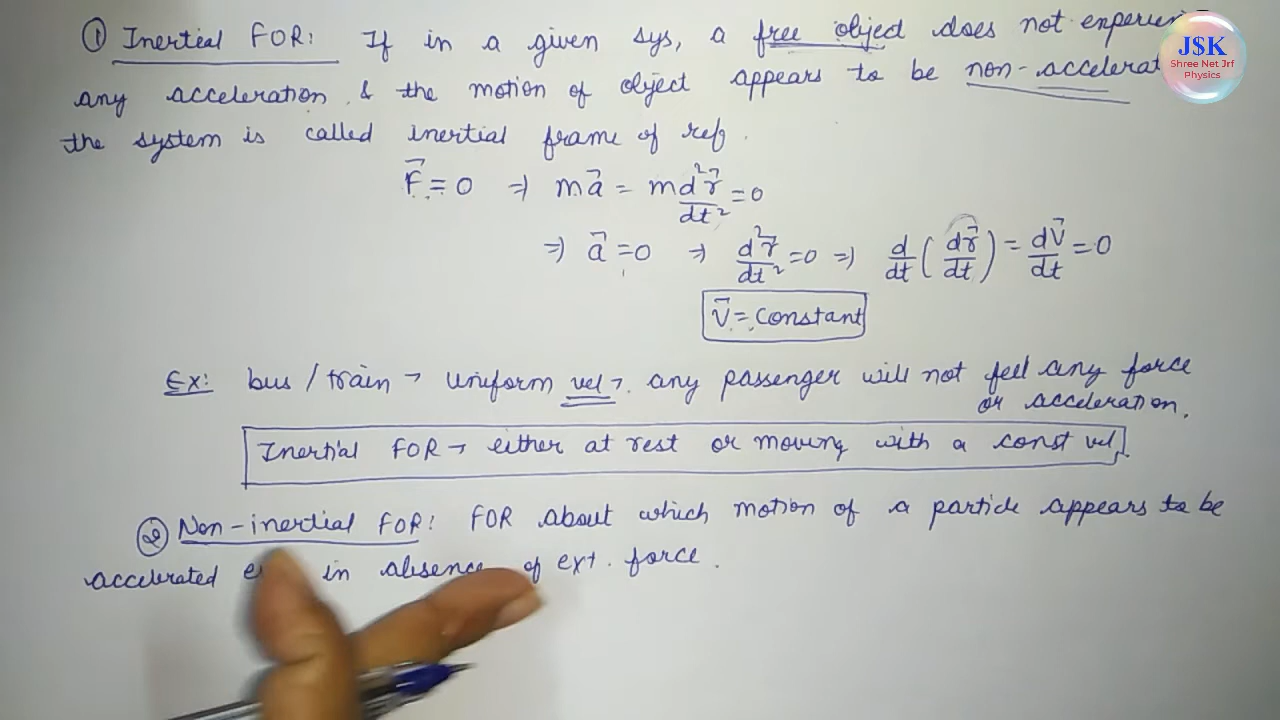 ① Inertial FOR: If in a given sys, a free object does not
any acceleration & the motion of object appears to be non-
the system is called inertial frame of ref.
F⃗ = 0 ⇒ ma⃗ = m d²r⃗/dt² = 0
⇒ a⃗ = 0 ⇒ d²r⃗/dt² = 0 ⇒ d/dt (dr⃗/dt) = dV⃗/dt = 0
V⃗ = Constant
Ex: bus / train → Uniform vel → any passenger will not feel any force
or acceleration.
Inertial FOR → either at rest or moving with a const vel.
② Non-inertial FOR: FOR about which motion of a particle appears to be
accelerated in absence of ext. force.
JSK
Shree Net Jrf
Physics